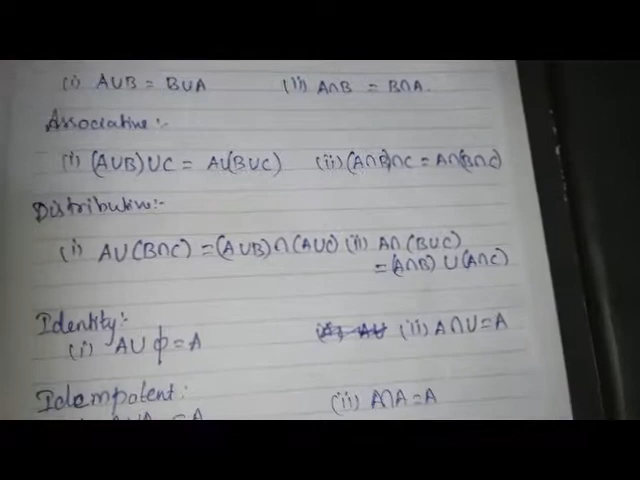 (i) A∪B = B∪A (ii) A∩B = B∩A.
Associative:-
(i) (A∪B)∪C = A∪(B∪C) (ii) (A∩B)∩C = A∩(B∩C)
Distributive:-
(i) A∪(B∩C) = (A∪B)∩(A∪C) (ii) A∩(B∪C)
= (A∩B) ∪ (A∩C)
Identity:-
(i) A∪ϕ = A (ii) A∩U = A
Idempotent:
(ii) A∩A = A
A∪A = A